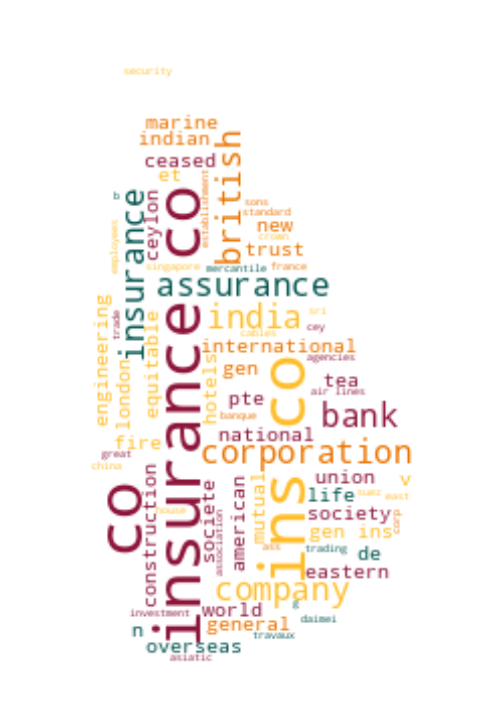 security
marine
indian
ceased
et
british
co
insurance
ceylon
establishment
employees
sons
standard
new
crown
trust
singapore
mercantile
france
assurance
insurance
india
sri
cey
cables
trade
engineering
london
equitable
hotels
international
gen
agencies
ins co
tea
air lines
pte
bank
banque
national
fire
great
china
corporation
co
construction
societe
association
american
mutual
union
v
life
suez
east
house
society
corp
gen ins
ass
trading
de
eastern
company
g
investment
world
general
daimei
n
travaux
overseas
asiatic